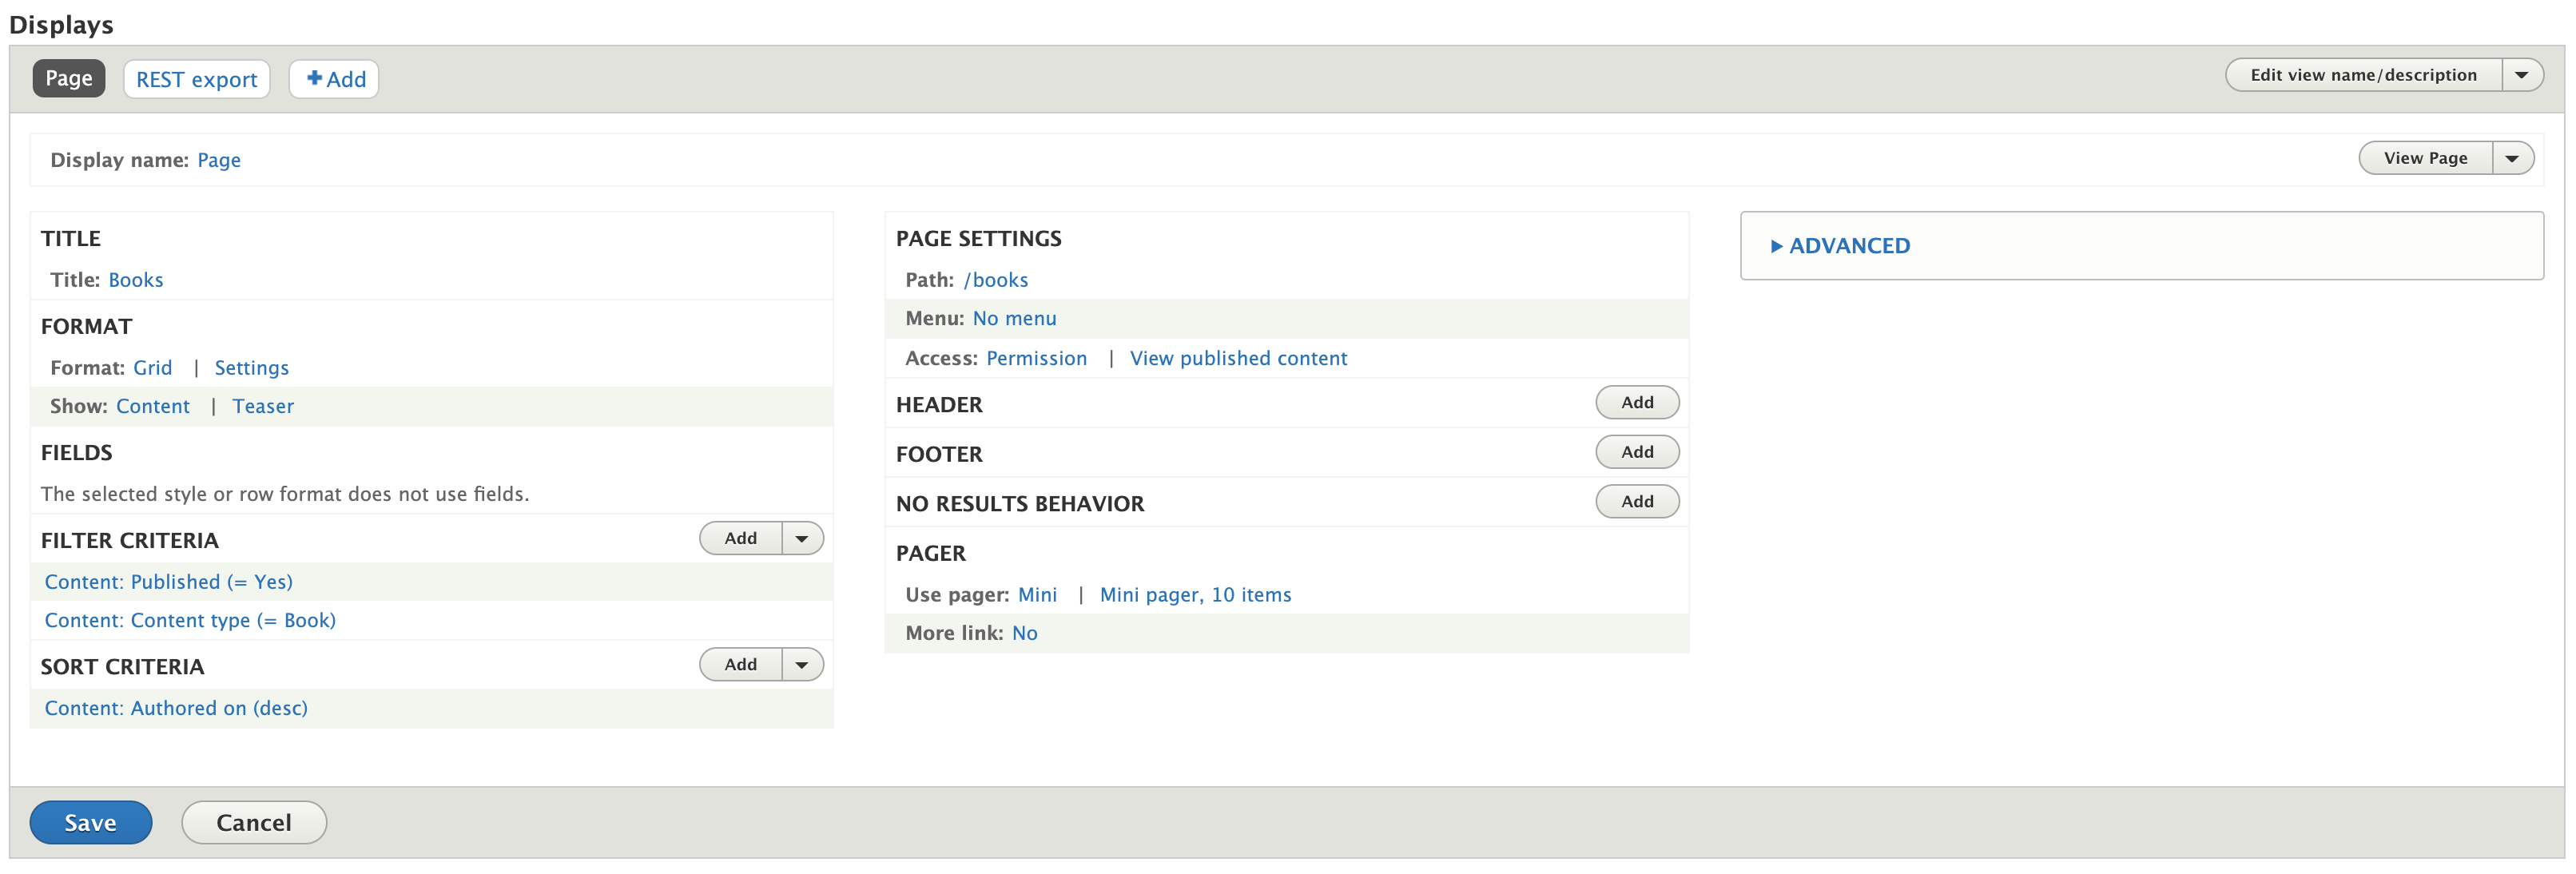 Displays
Page REST export +Add Edit view name/description
Display name: Page View Page
TITLE
Title: Books
FORMAT
Format: Grid | Settings
Show: Content | Teaser
FIELDS
The selected style or row format does not use fields.
FILTER CRITERIA Add
Content: Published (= Yes)
Content: Content type (= Book)
SORT CRITERIA Add
Content: Authored on (desc)
PAGE SETTINGS
Path: /books
Menu: No menu
Access: Permission | View published content
HEADER Add
FOOTER Add
NO RESULTS BEHAVIOR Add
PAGER
Use pager: Mini | Mini pager, 10 items
More link: No
ADVANCED
Save Cancel